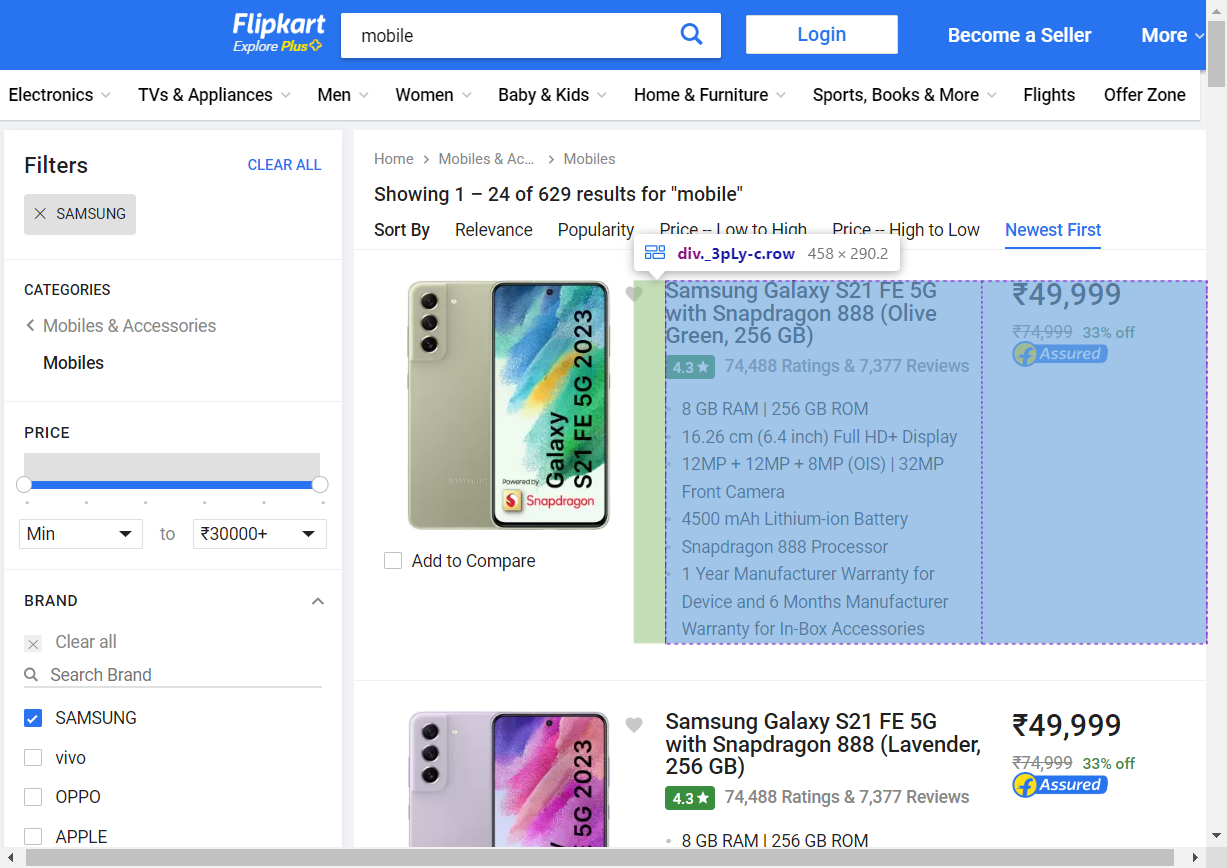 Flipkart
Explore Plus
mobile
Login
Become a Seller
More
Electronics
TVs & Appliances
Men
Women
Baby & Kids
Home & Furniture
Sports, Books & More
Flights
Offer Zone
Filters
CLEAR ALL
SAMSUNG
CATEGORIES
Mobiles & Accessories
Mobiles
PRICE
Min
to
₹30000+
BRAND
Clear all
Search Brand
SAMSUNG
vivo
OPPO
APPLE
Home
Mobiles & Ac...
Mobiles
Showing 1 – 24 of 629 results for "mobile"
Sort By
Relevance
Popularity
Price -- Low to High
Price -- High to Low
Newest First
div._3pLy-c.row 458 × 290.2
Galaxy
S21 FE 5G 2023
SAMSUNG
Powered by
Snapdragon
Add to Compare
Samsung Galaxy S21 FE 5G
with Snapdragon 888 (Olive
Green, 256 GB)
4.3
74,488 Ratings & 7,377 Reviews
8 GB RAM | 256 GB ROM
16.26 cm (6.4 inch) Full HD+ Display
12MP + 12MP + 8MP (OIS) | 32MP
Front Camera
4500 mAh Lithium-ion Battery
Snapdragon 888 Processor
1 Year Manufacturer Warranty for
Device and 6 Months Manufacturer
Warranty for In-Box Accessories
₹49,999
₹74,999 33% off
Assured
5G 2023
Samsung Galaxy S21 FE 5G
with Snapdragon 888 (Lavender,
256 GB)
4.3
74,488 Ratings & 7,377 Reviews
8 GB RAM | 256 GB ROM
₹49,999
₹74,999 33% off
Assured